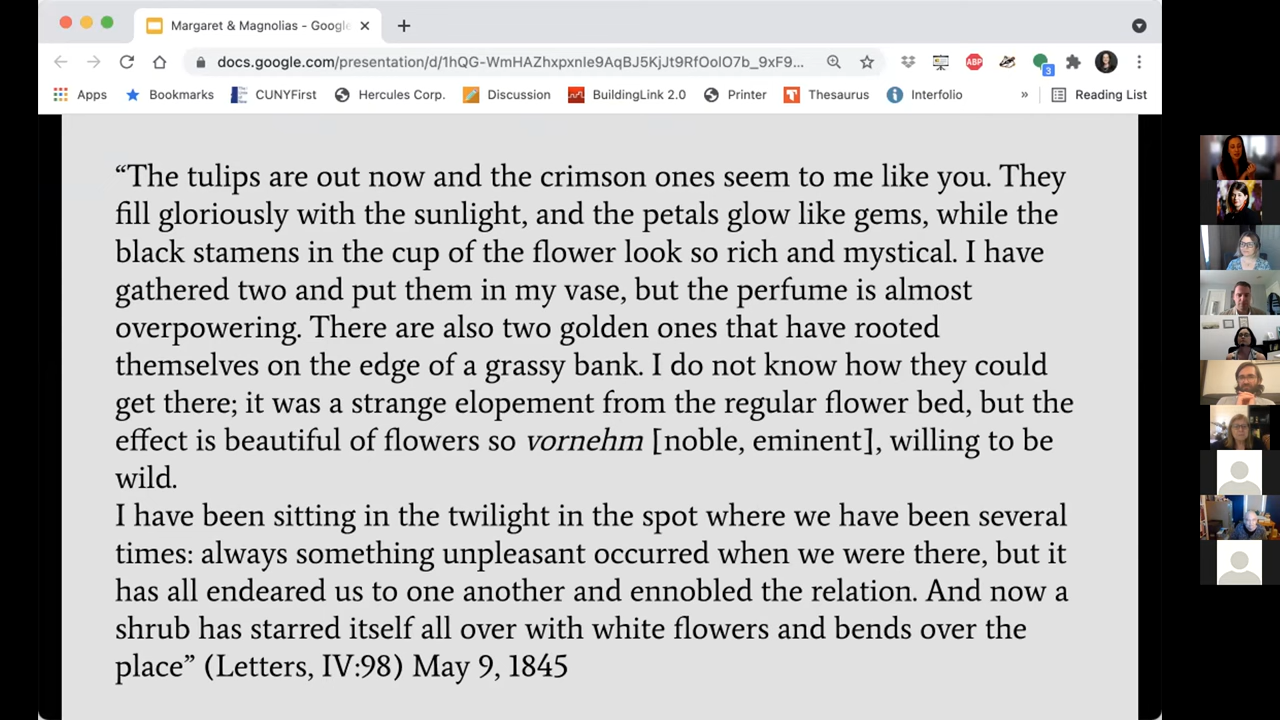 Margaret & Magnolias - Google
docs.google.com/presentation/d/1hQG-WmHAZhxpxnIe9AqBJ5KjJt9RfOolO7b_9xF9...
3
Apps Bookmarks CUNYFirst Hercules Corp. Discussion BuildingLink 2.0 Printer Thesaurus Interfolio » Reading List
ABP
“The tulips are out now and the crimson ones seem to me like you. They
fill gloriously with the sunlight, and the petals glow like gems, while the
black stamens in the cup of the flower look so rich and mystical. I have
gathered two and put them in my vase, but the perfume is almost
overpowering. There are also two golden ones that have rooted
themselves on the edge of a grassy bank. I do not know how they could
get there; it was a strange elopement from the regular flower bed, but the
effect is beautiful of flowers so vornehm [noble, eminent], willing to be
wild.
I have been sitting in the twilight in the spot where we have been several
times: always something unpleasant occurred when we were there, but it
has all endeared us to one another and ennobled the relation. And now a
shrub has starred itself all over with white flowers and bends over the
place” (Letters, IV:98) May 9, 1845